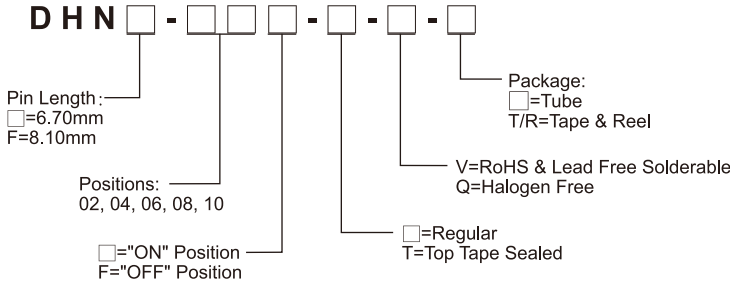 DHN□-□□□-□-□-□
Pin Length:
□=6.70mm
F=8.10mm
Positions:
02, 04, 06, 08, 10
□="ON" Position
F="OFF" Position
□=Regular
T=Top Tape Sealed
V=RoHS & Lead Free Solderable
Q=Halogen Free
Package:
□=Tube
T/R=Tape & Reel